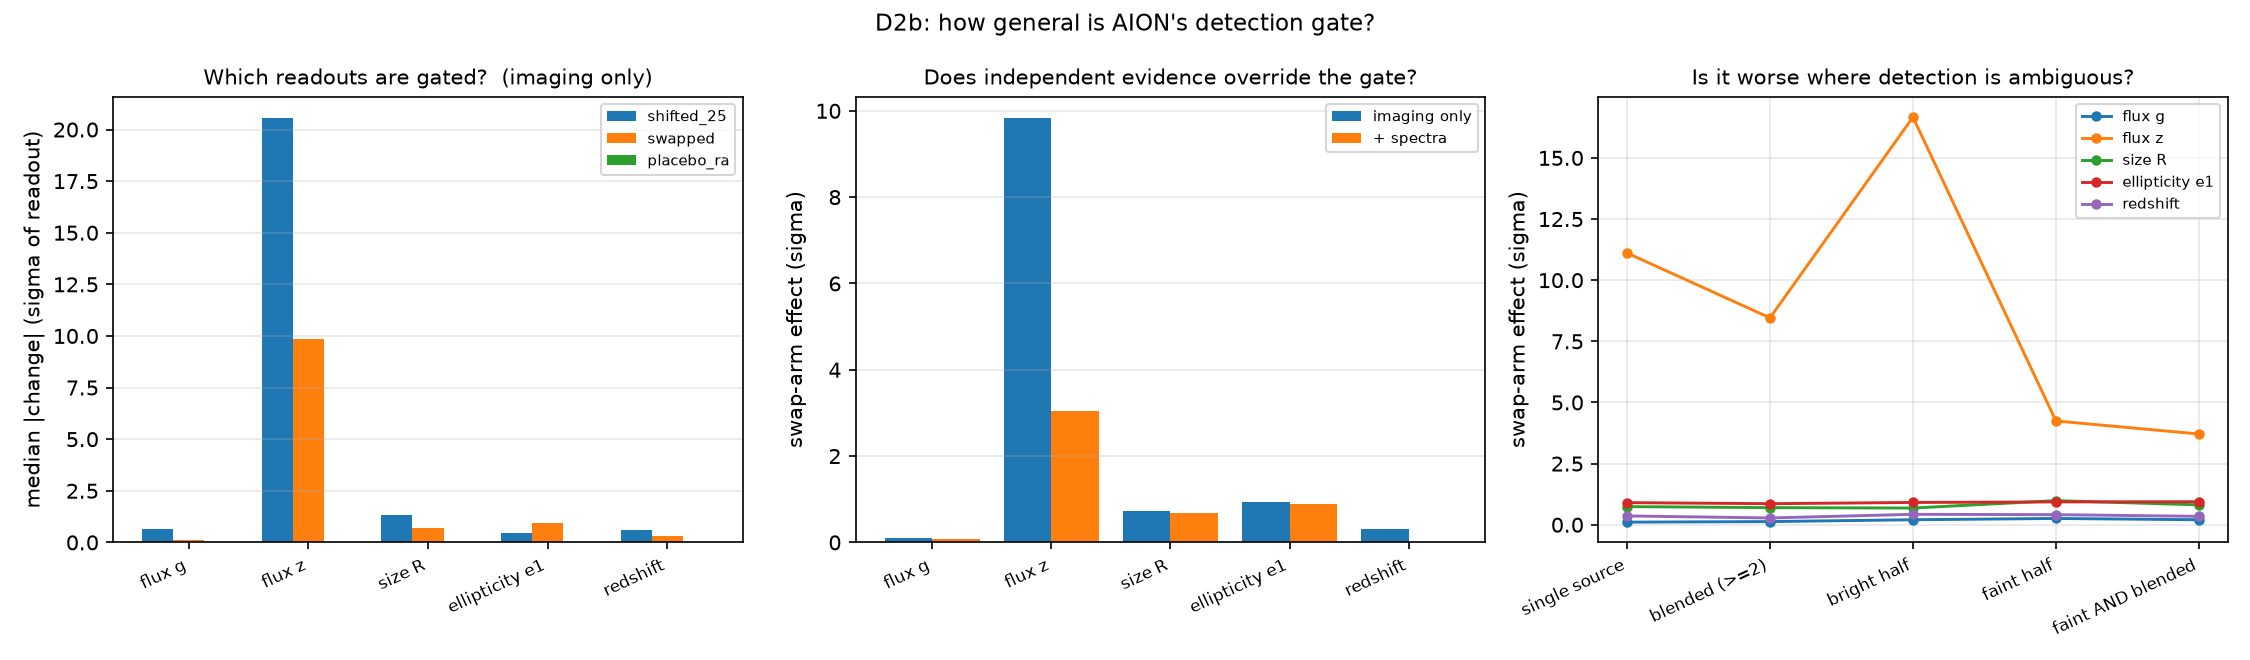 D2b: how general is AION's detection gate?
Which readouts are gated?  (imaging only)
median |change| (sigma of readout)
20.0
17.5
15.0
12.5
10.0
7.5
5.0
2.5
0.0
shifted_25
swapped
placebo_ra
flux g
flux z
size R
ellipticity e1
redshift
Does independent evidence override the gate?
swap-arm effect (sigma)
10
8
6
4
2
0
imaging only
+ spectra
flux g
flux z
size R
ellipticity e1
redshift
Is it worse where detection is ambiguous?
swap-arm effect (sigma)
15.0
12.5
10.0
7.5
5.0
2.5
0.0
flux g
flux z
size R
ellipticity e1
redshift
single source
blended (>=2)
bright half
faint half
faint AND blended